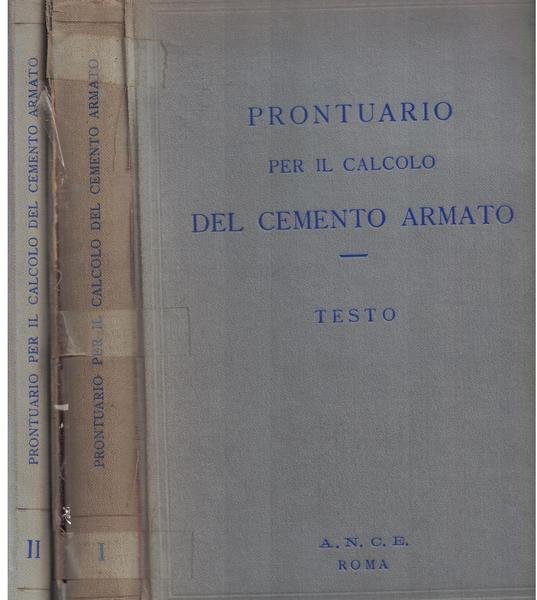 PRONTUARIO PER IL CALCOLO DEL CEMENTO ARMATO
II
PRONTUARIO PER IL CALCOLO DEL CEMENTO ARMATO
I
PRONTUARIO
PER IL CALCOLO
DEL CEMENTO ARMATO
TESTO
A. N. C. E.
ROMA